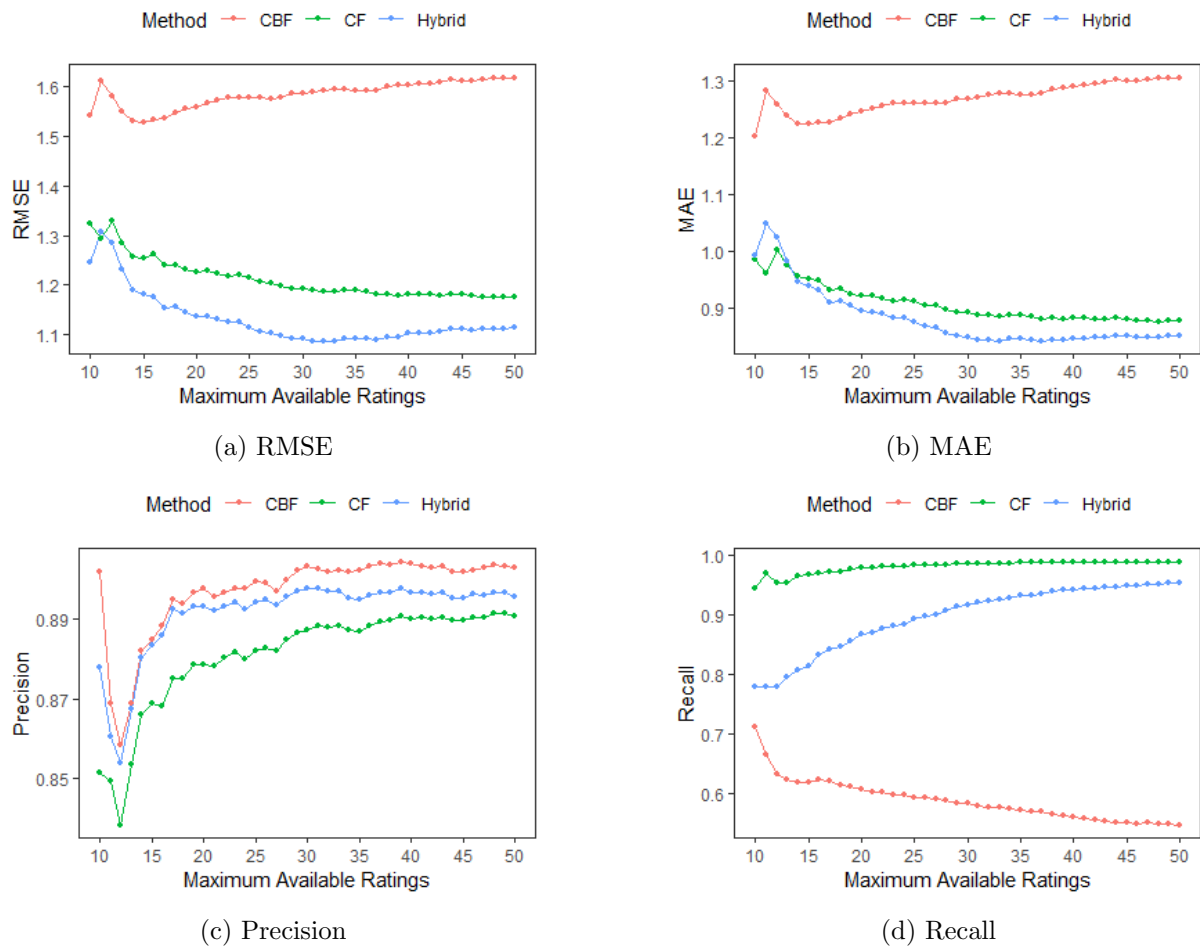 Method CBF CF Hybrid
RMSE
1.6
1.5
1.4
1.3
1.2
1.1
10 15 20 25 30 35 40 45 50
Maximum Available Ratings
(a) RMSE
Method CBF CF Hybrid
MAE
1.3
1.2
1.1
1.0
0.9
10 15 20 25 30 35 40 45 50
Maximum Available Ratings
(b) MAE
Method CBF CF Hybrid
Precision
0.89
0.87
0.85
10 15 20 25 30 35 40 45 50
Maximum Available Ratings
(c) Precision
Method CBF CF Hybrid
Recall
1.0
0.9
0.8
0.7
0.6
10 15 20 25 30 35 40 45 50
Maximum Available Ratings
(d) Recall